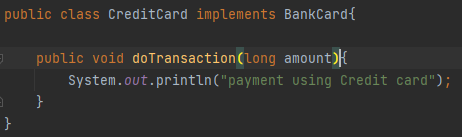 public class CreditCard implements BankCard{
public void doTransaction(long amount){
System.out.println("payment using Credit card");
}
}